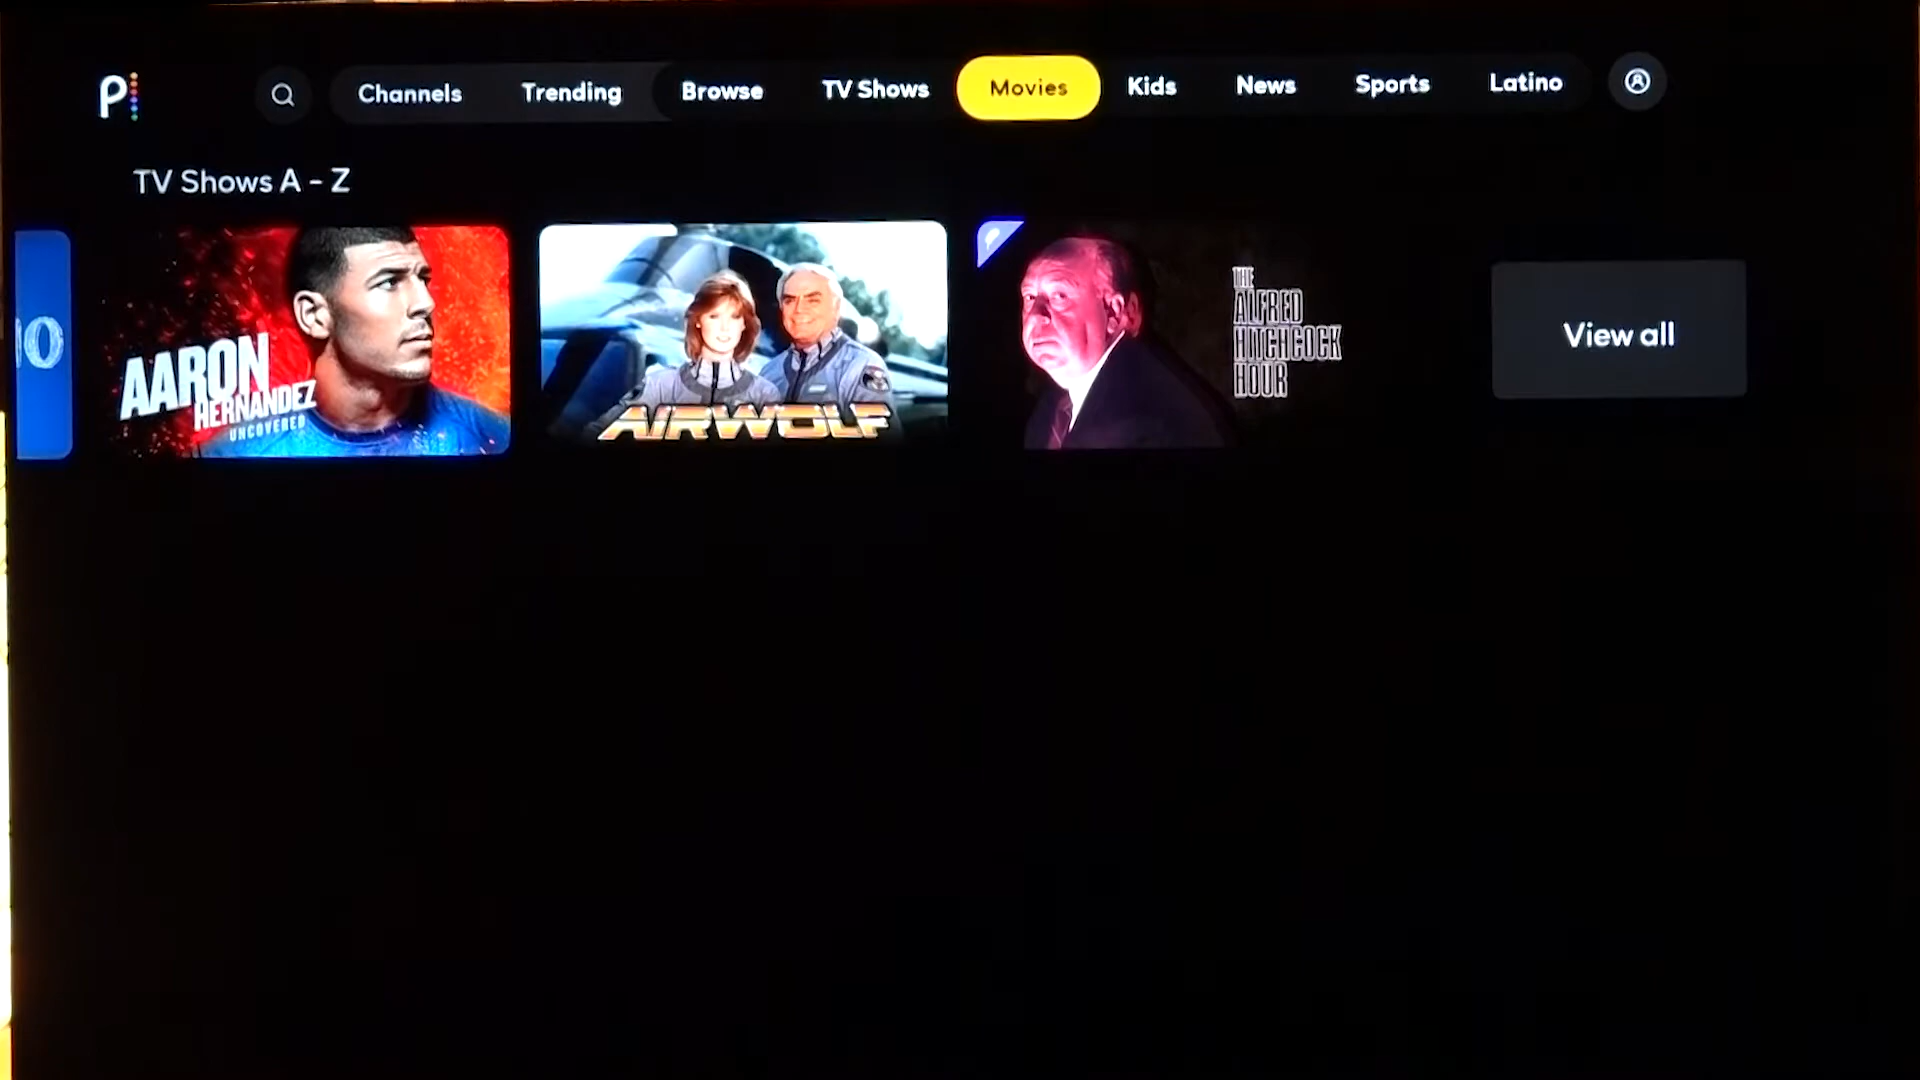 P
Channels
Trending
Browse
TV Shows
Movies
Kids
News
Sports
Latino
TV Shows A - Z
AARON
HERNANDEZ
UNCOVERED
AIRWOLF
THE
ALFRED
HITCHCOCK
HOUR
View all